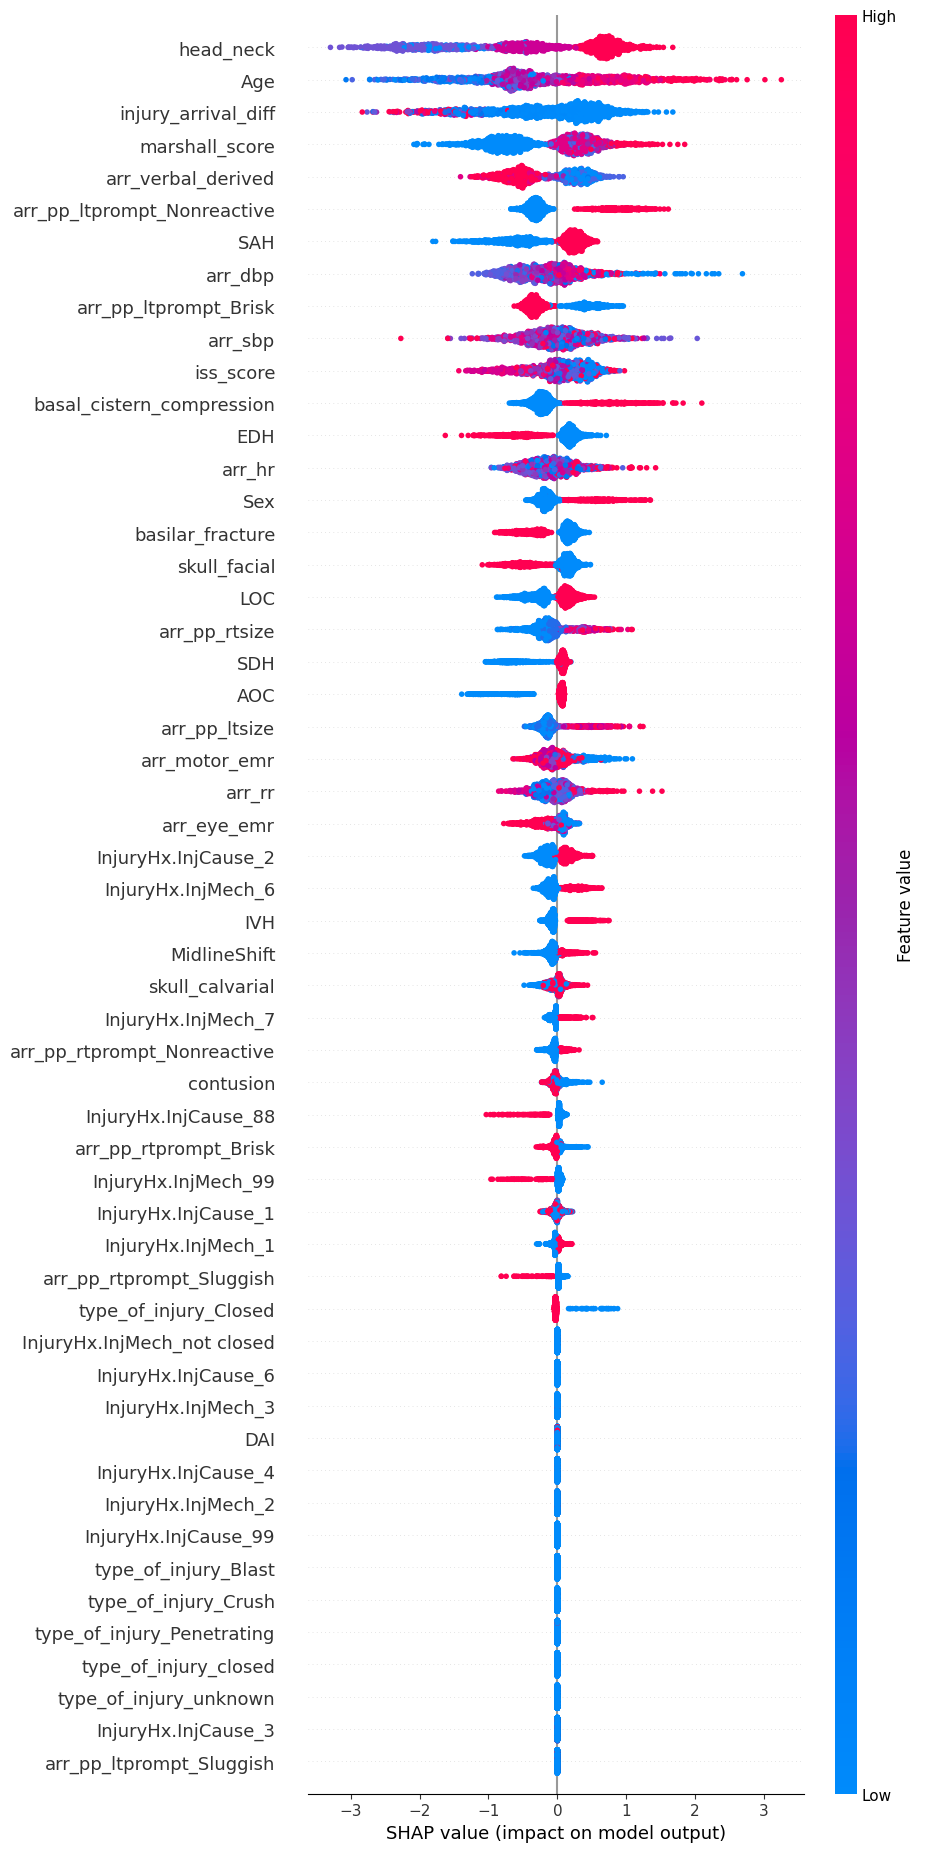 High
head_neck
Age
injury_arrival_diff
marshall_score
arr_verbal_derived
arr_pp_ltprompt_Nonreactive
SAH
arr_dbp
arr_pp_ltprompt_Brisk
arr_sbp
iss_score
basal_cistern_compression
EDH
arr_hr
Sex
basilar_fracture
skull_facial
LOC
arr_pp_rtsize
SDH
AOC
arr_pp_ltsize
arr_motor_emr
arr_rr
arr_eye_emr
InjuryHx.InjCause_2
InjuryHx.InjMech_6
IVH
MidlineShift
skull_calvarial
InjuryHx.InjMech_7
arr_pp_rtprompt_Nonreactive
contusion
InjuryHx.InjCause_88
arr_pp_rtprompt_Brisk
InjuryHx.InjMech_99
InjuryHx.InjCause_1
InjuryHx.InjMech_1
arr_pp_rtprompt_Sluggish
type_of_injury_Closed
InjuryHx.InjMech_not closed
InjuryHx.InjCause_6
InjuryHx.InjMech_3
DAI
InjuryHx.InjCause_4
InjuryHx.InjMech_2
InjuryHx.InjCause_99
type_of_injury_Blast
type_of_injury_Crush
type_of_injury_Penetrating
type_of_injury_closed
type_of_injury_unknown
InjuryHx.InjCause_3
arr_pp_ltprompt_Sluggish
Feature value
Low
−3 −2 −1 0 1 2 3
SHAP value (impact on model output)